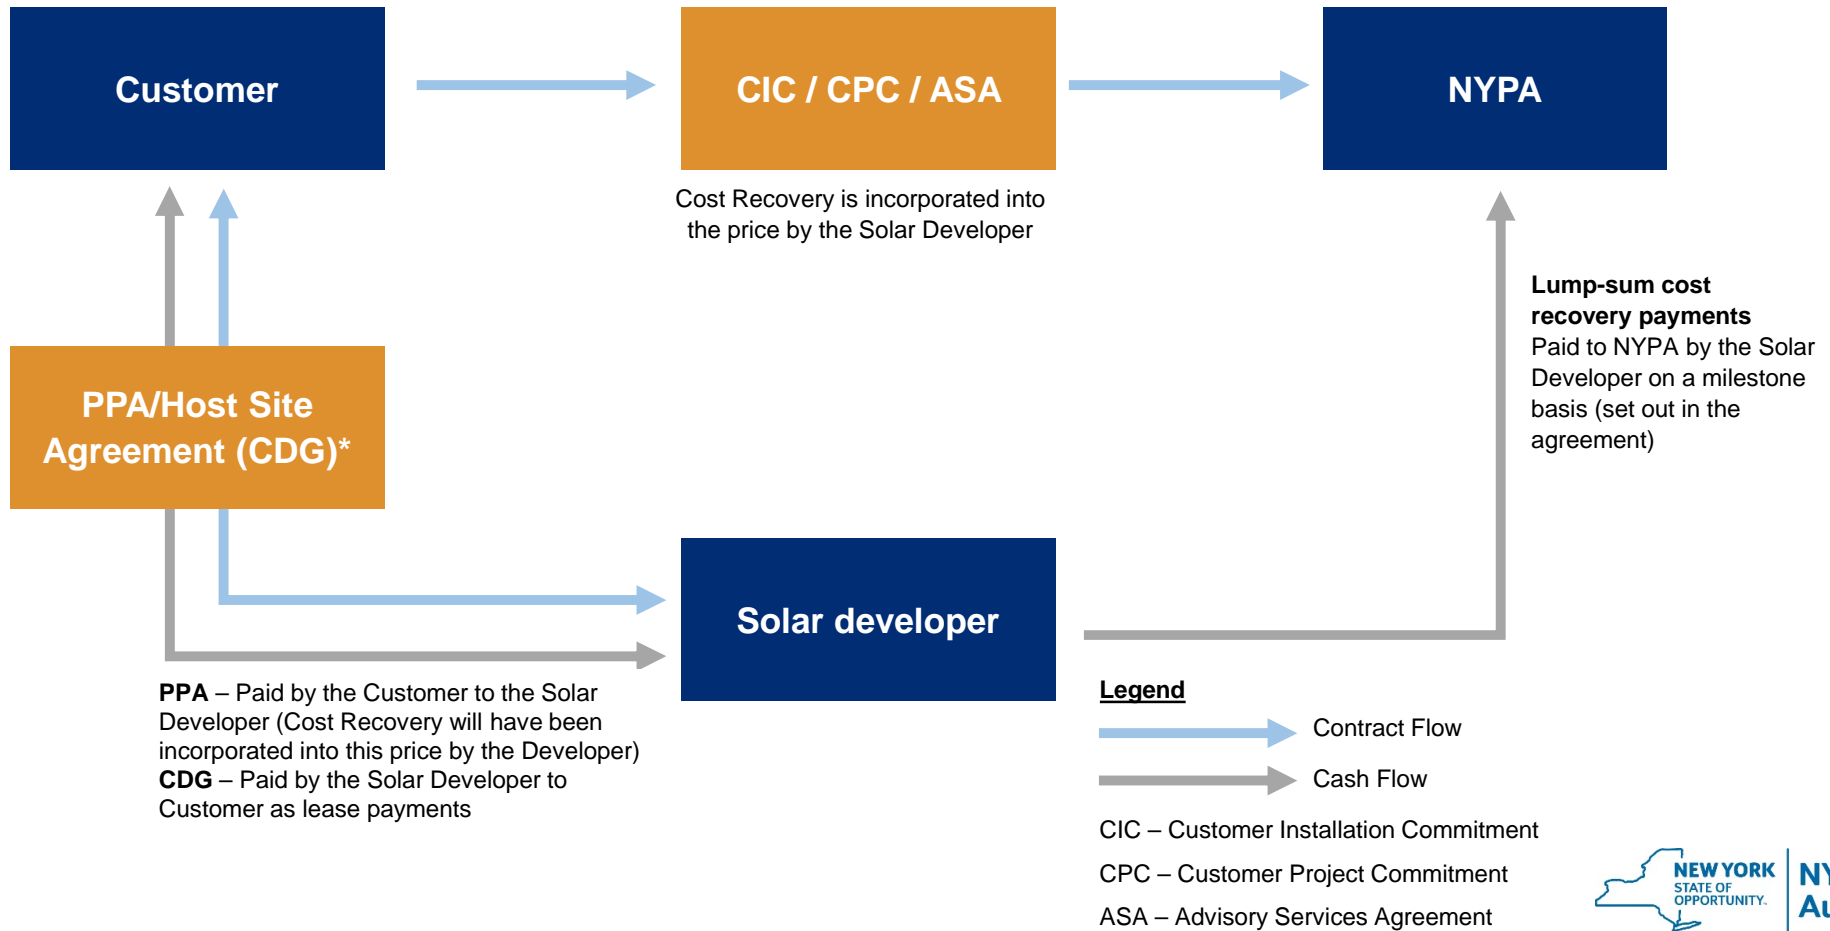 Customer
CIC / CPC / ASA
NYPA
Cost Recovery is incorporated into
the price by the Solar Developer
Lump-sum cost
recovery payments
Paid to NYPA by the Solar
Developer on a milestone
basis (set out in the
agreement)
PPA/Host Site
Agreement (CDG)*
Solar developer
PPA – Paid by the Customer to the Solar
Developer (Cost Recovery will have been
incorporated into this price by the Developer)
CDG – Paid by the Solar Developer to
Customer as lease payments
Legend
Contract Flow
Cash Flow
CIC – Customer Installation Commitment
CPC – Customer Project Commitment
ASA – Advisory Services Agreement
NEW YORK
STATE OF
OPPORTUNITY.